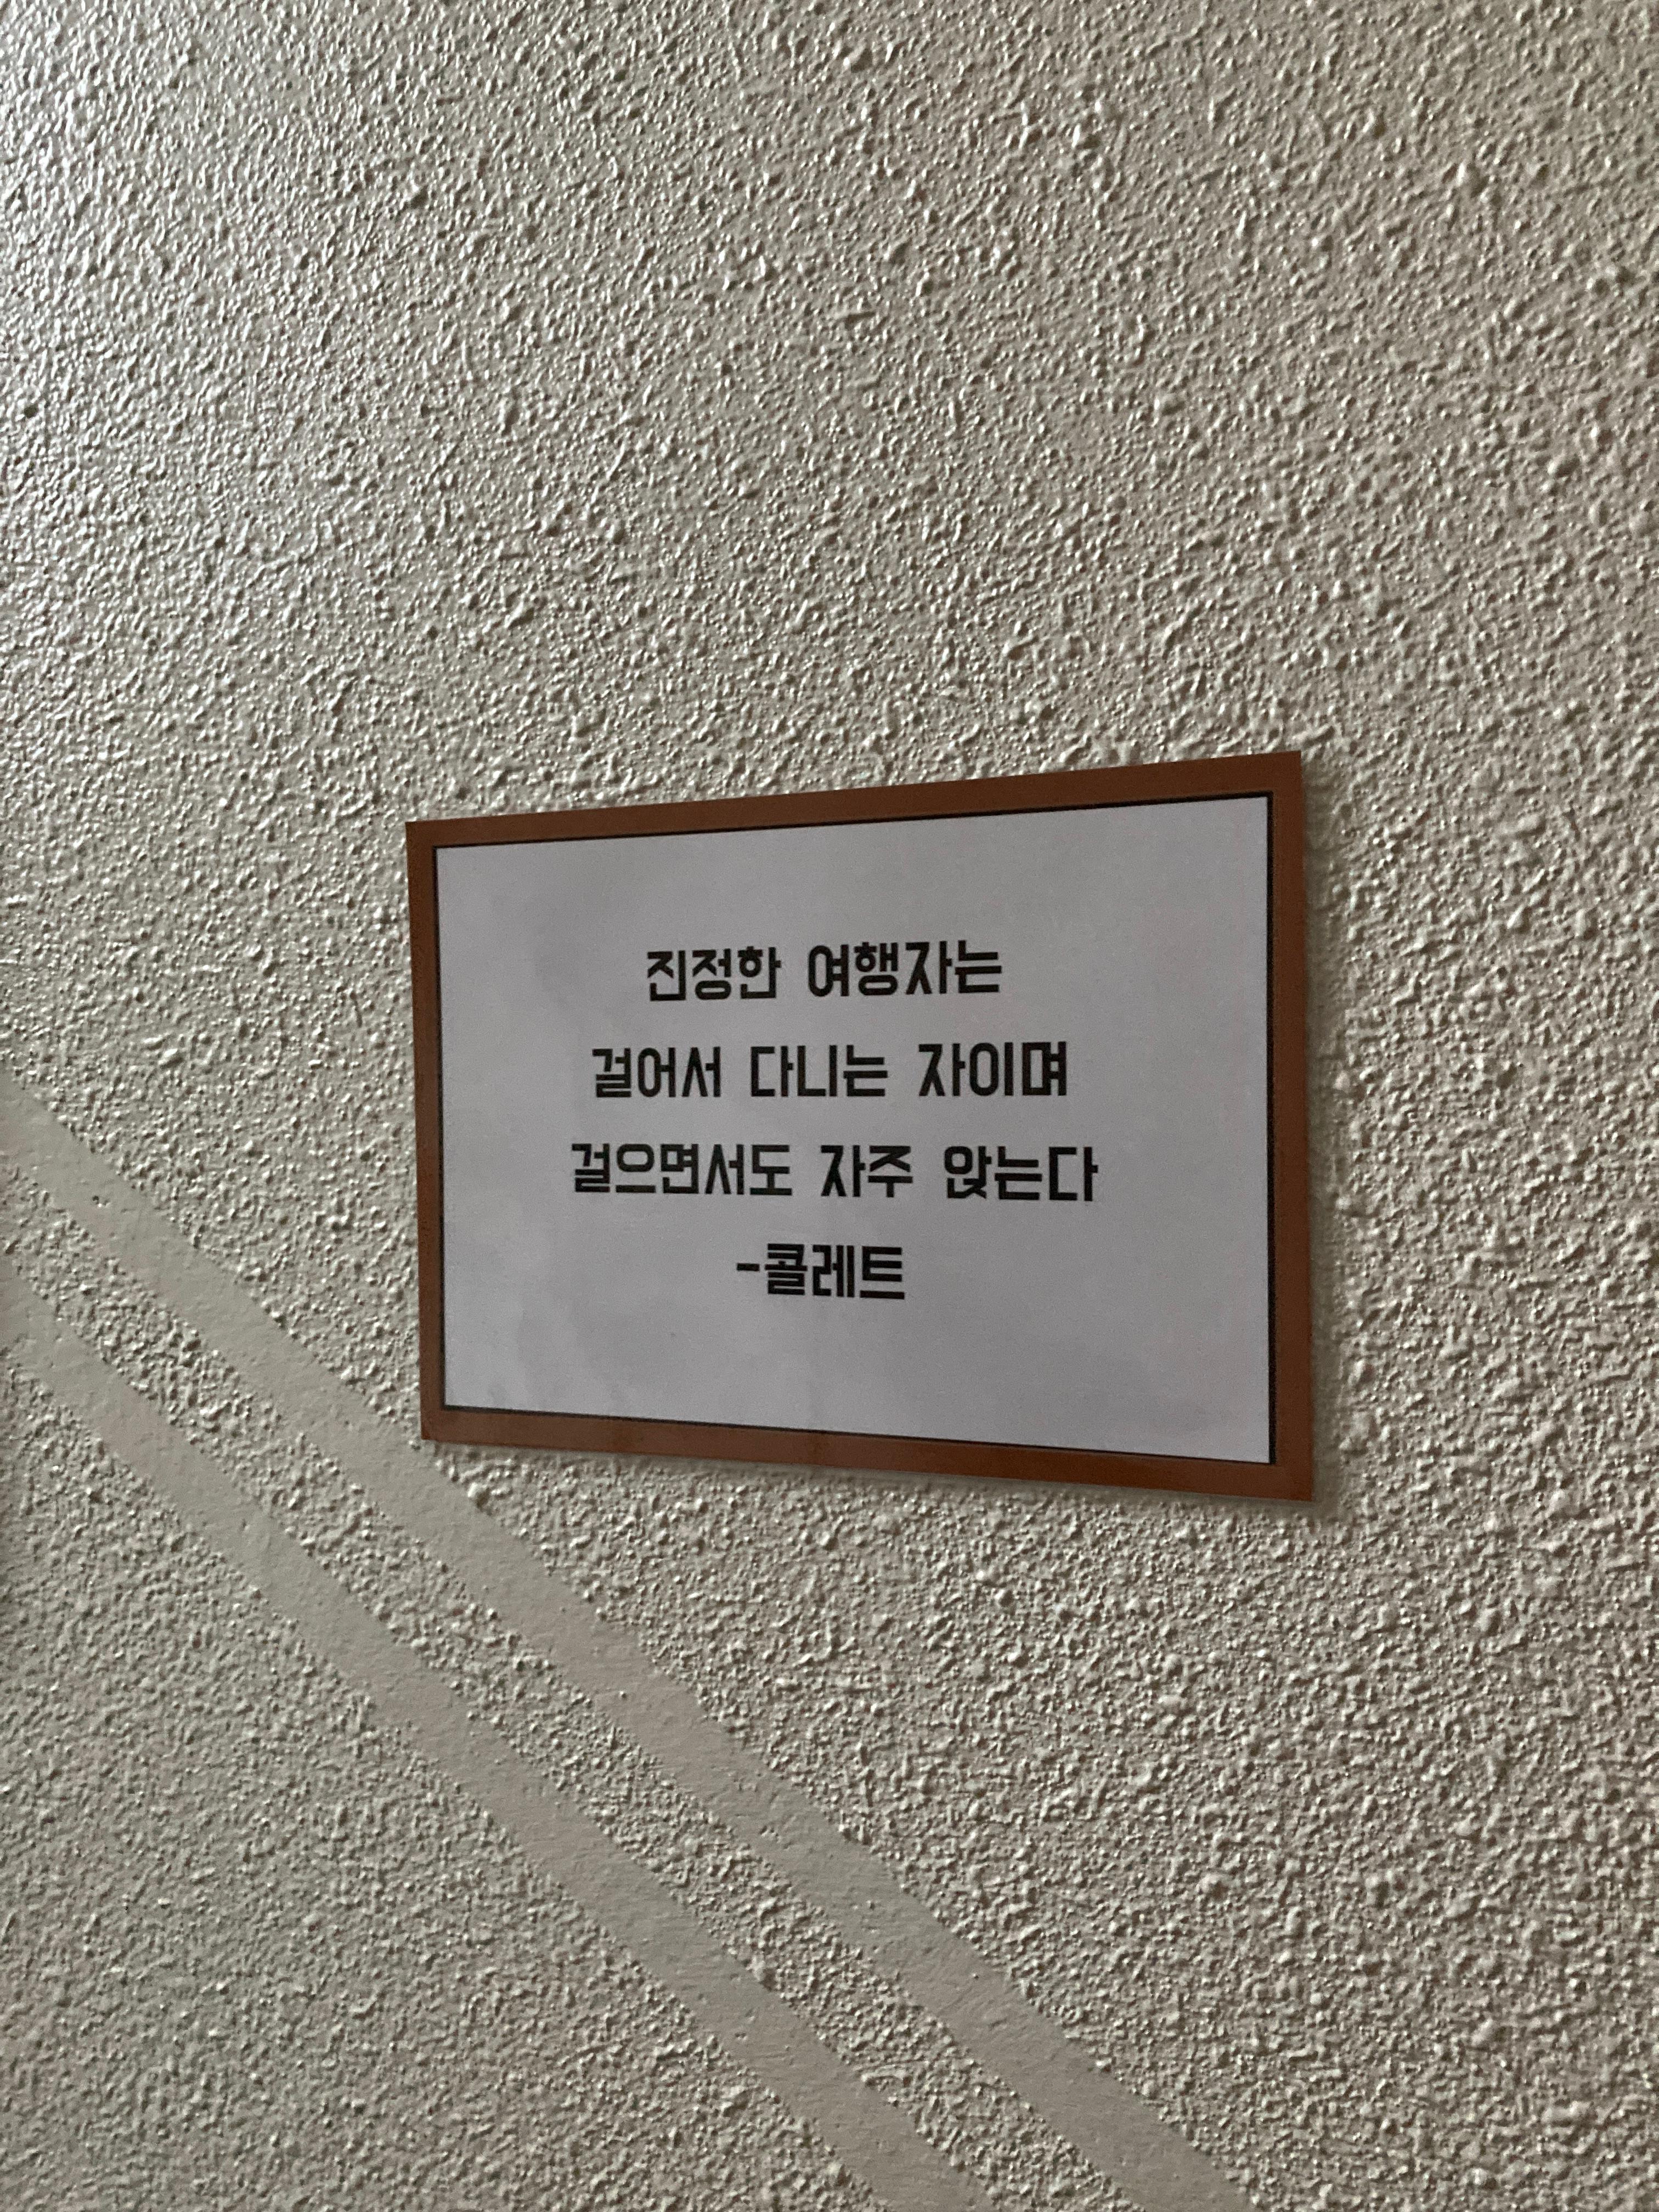 진정한 여행자는
걸어서 다니는 자이며
걸으면서도 자주 앉는다
-콜레트